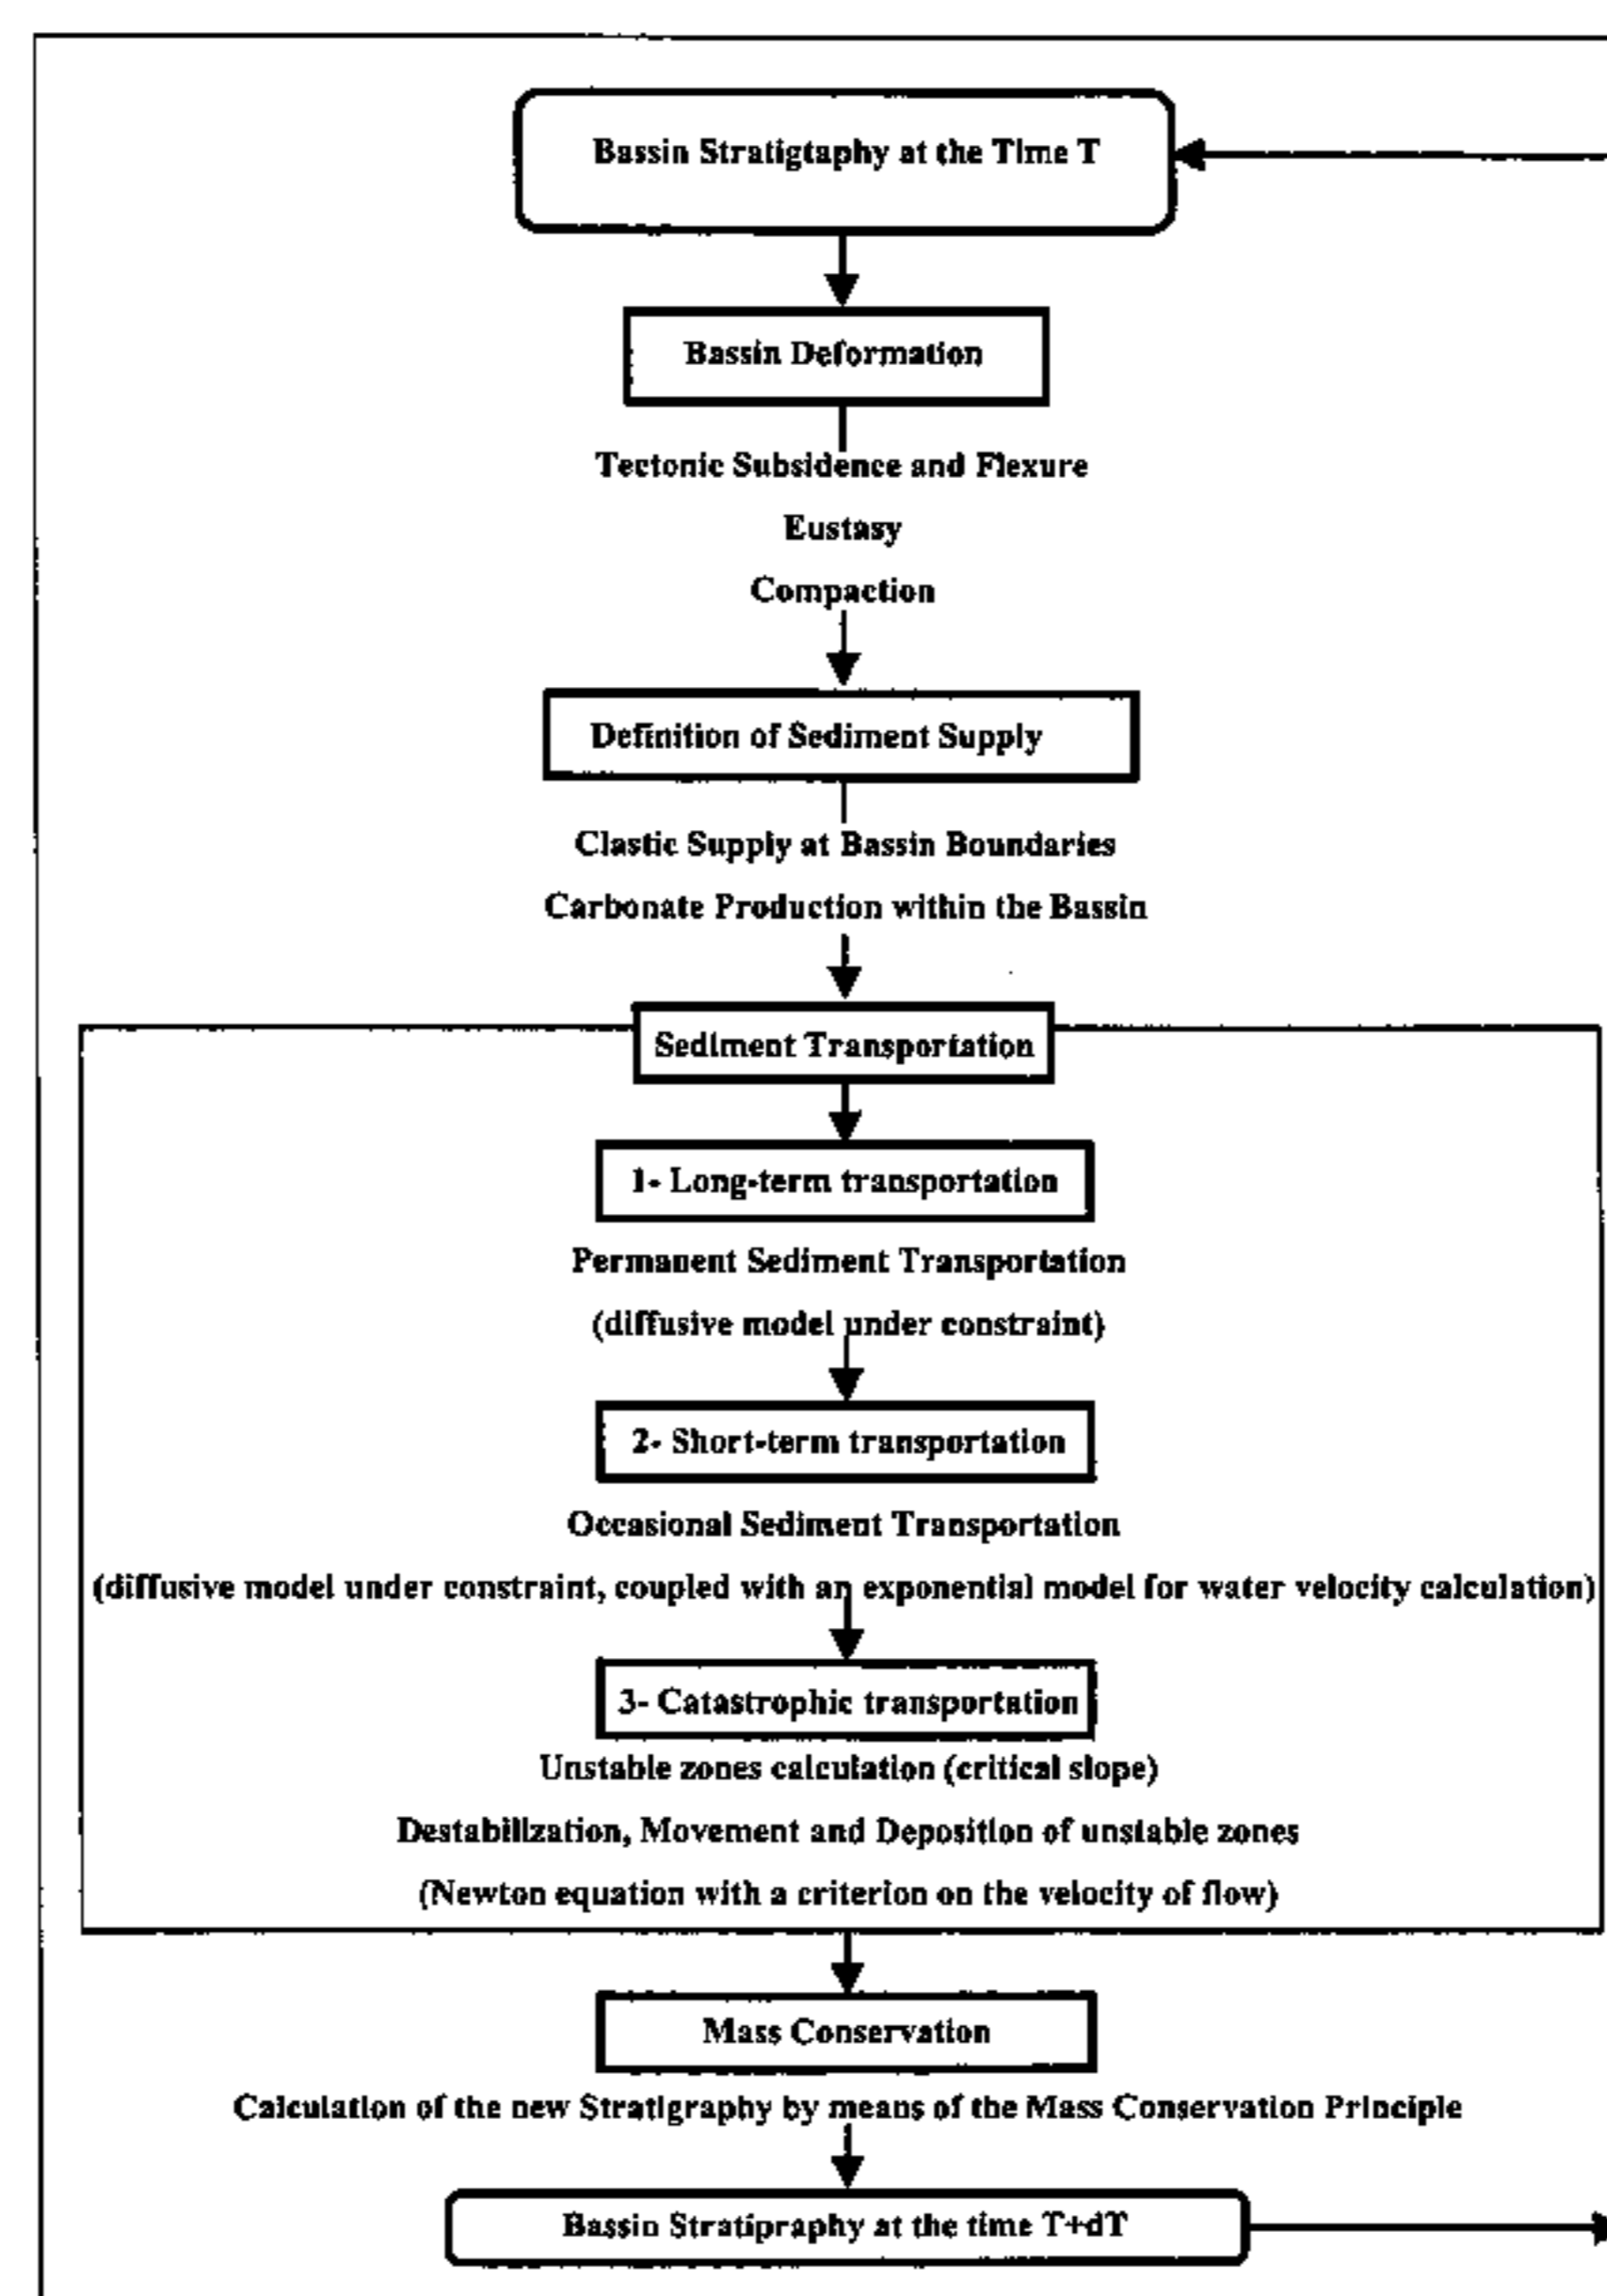 Bassin Stratigtaphy at the Time T
Bassin Deformation
Tectonic Subsidence and Flexure
Eustasy
Compaction
Definition of Sediment Supply
Clastic Supply at Bassin Boundaries
Carbonate Production within the Bassin
Sediment Transportation
1- Long-term transportation
Permanent Sediment Transportation
(diffusive model under constraint)
2- Short-term transportation
Occasional Sediment Transportation
(diffusive model under constraint, coupled with an exponential model for water velocity calculation)
3- Catastrophic transportation
Unstable zones calculation (critical slope)
Destabilization, Movement and Deposition of unstable zones
(Newton equation with a criterion on the velocity of flow)
Mass Conservation
Calculation of the new Stratigraphy by means of the Mass Conservation Principle
Bassin Stratipraphy at the time T+dT